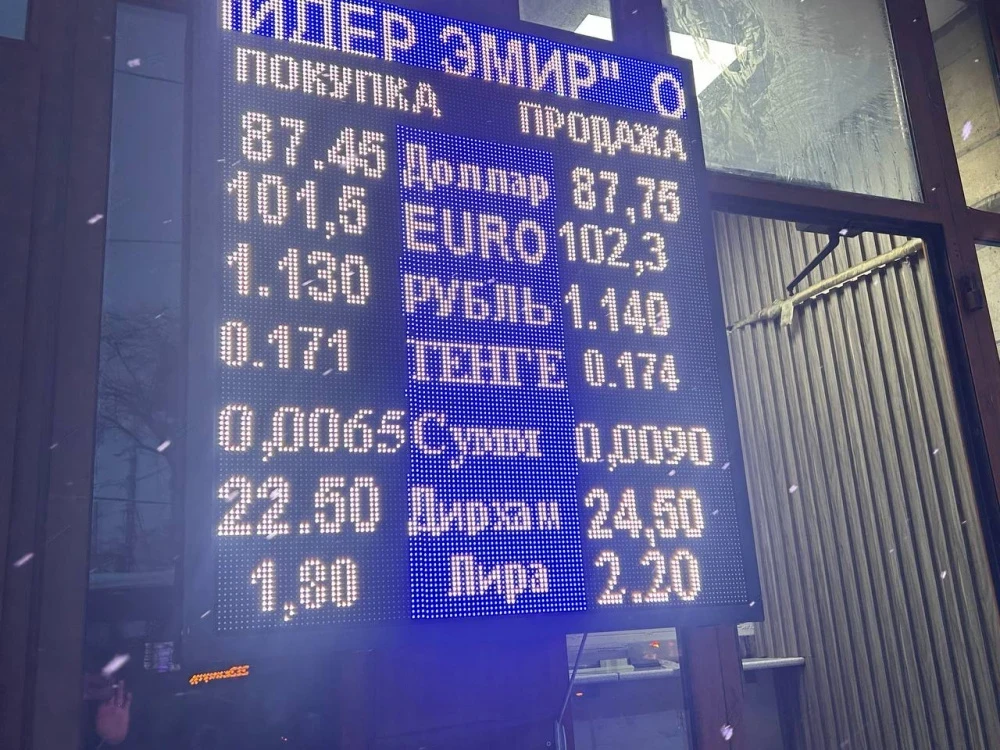 ЛИДЕР ЭМИР" О
ПОКУПКА ПРОДАЖА
87.45 Доллар 87,75
101,5 EURO 102,3
1.130 РУБЛЬ 1.140
0.171 ТЕНГЕ 0.174
0,0065 Сумм 0,0090
22.50 Дирхам 24,50
1,80 Лира 2.20